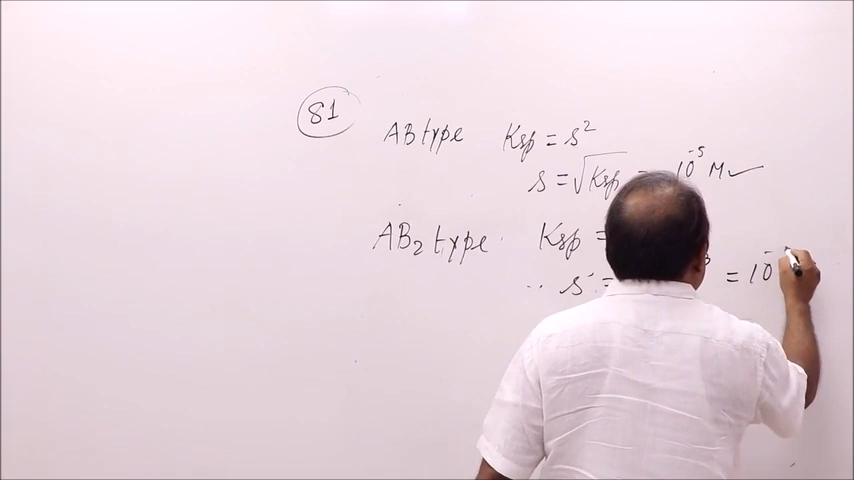 81
AB type Ksp = s²
s = √Ksp = 10⁻⁵ M ✓
AB₂ type Ksp =
.. s =
= 10⁻